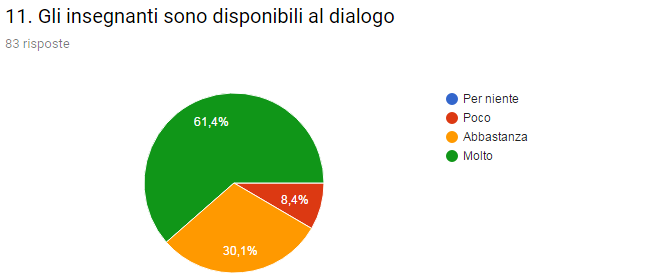 11. Gli insegnanti sono disponibili al dialogo
83 risposte
61,4%
8,4%
30,1%
Per niente
Poco
Abbastanza
Molto